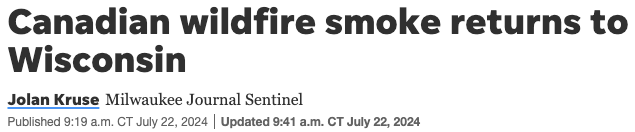 Canadian wildfire smoke returns to
Wisconsin
Jolan Kruse Milwaukee Journal Sentinel
Published 9:19 a.m. CT July 22, 2024 | Updated 9:41 a.m. CT July 22, 2024